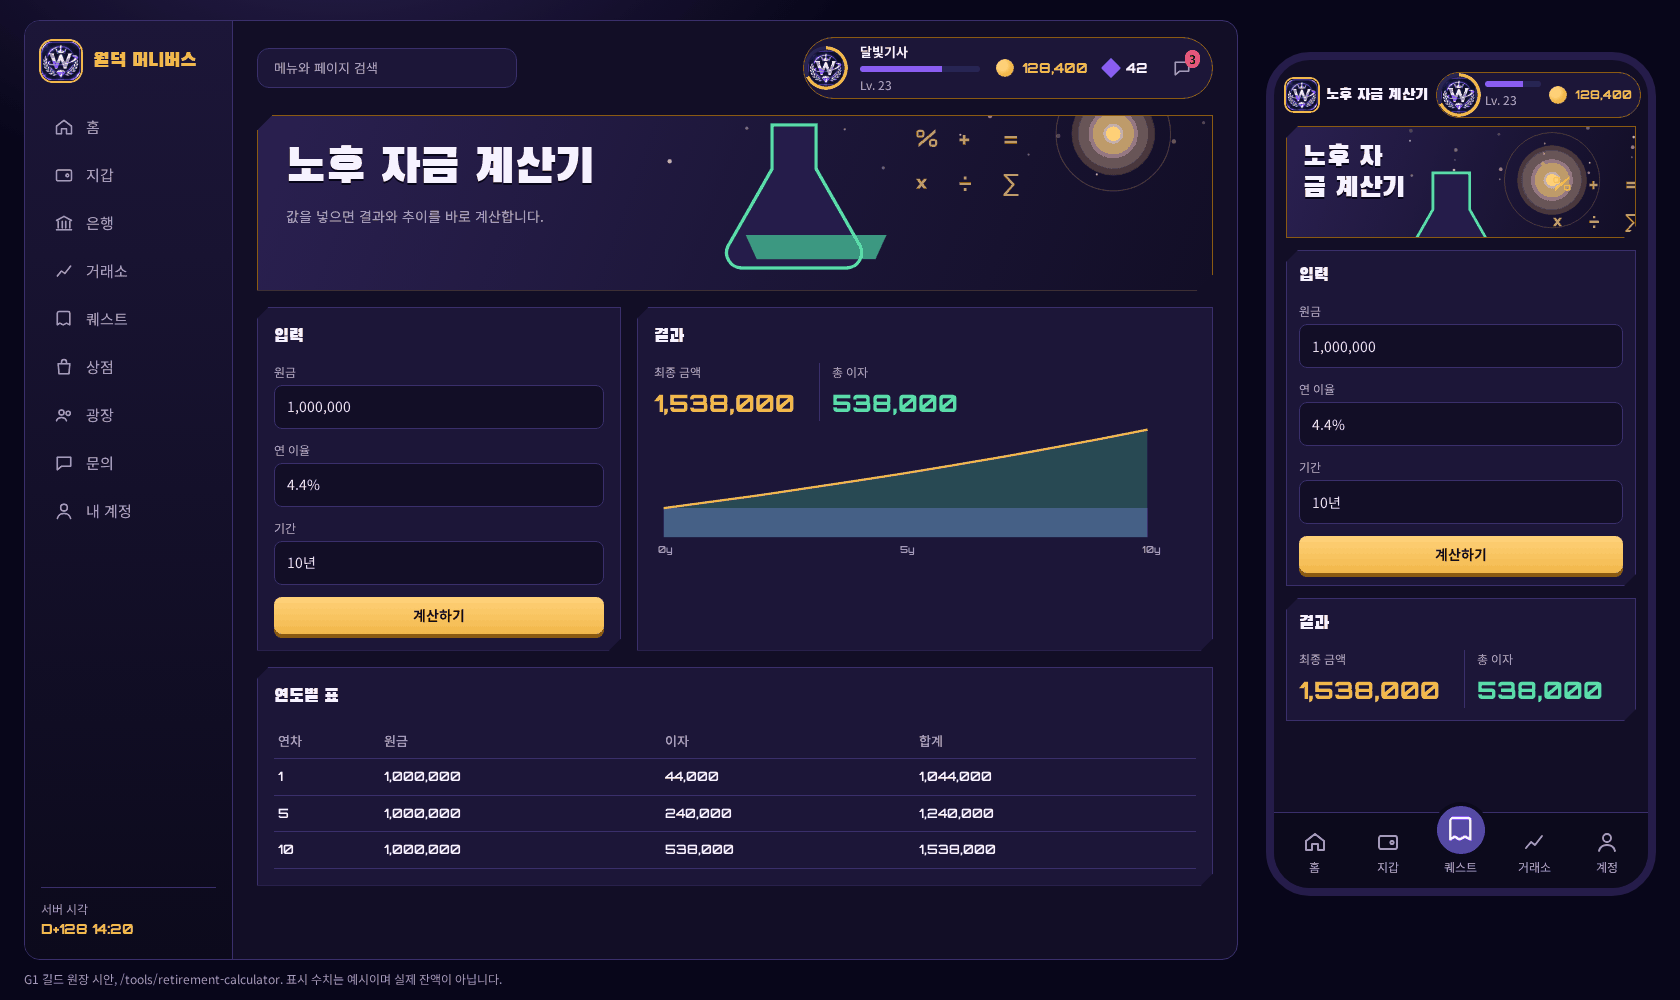 원덕 머니버스
홈
지갑
은행
거래소
퀘스트
상점
광장
문의
내 계정
서버 시각
D+128 14:20
메뉴와 페이지 검색
달빛기사
Lv. 23
128,400
42
3
노후 자금 계산기
값을 넣으면 결과와 추이를 바로 계산합니다.
% + =
x ÷ ∑
입력
원금
1,000,000
연 이율
4.4%
기간
10년
계산하기
결과
최종 금액 총 이자
1,538,000 538,000
0y 5y 10y
연도별 표
연차 원금 이자 합계
1 1,000,000 44,000 1,044,000
5 1,000,000 240,000 1,240,000
10 1,000,000 538,000 1,538,000
G1 길드 원장 시안, /tools/retirement-calculator. 표시 수치는 예시이며 실제 잔액이 아닙니다.
노후 자금 계산기
Lv. 23
128,400
노후 자
금 계산기
% + =
x ÷ ∑
입력
원금
1,000,000
연 이율
4.4%
기간
10년
계산하기
결과
최종 금액 총 이자
1,538,000 538,000
홈 지갑 퀘스트 거래소 계정